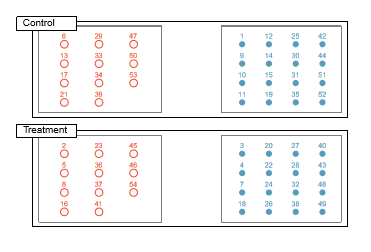 Control
6 29 47 1 12 25 42
13 33 50 9 14 30 44
17 34 53 10 15 31 51
21 39 11 19 35 52
Treatment
2 23 45 3 20 27 40
5 36 46 4 22 28 43
8 37 54 7 24 32 48
16 41 18 26 38 49